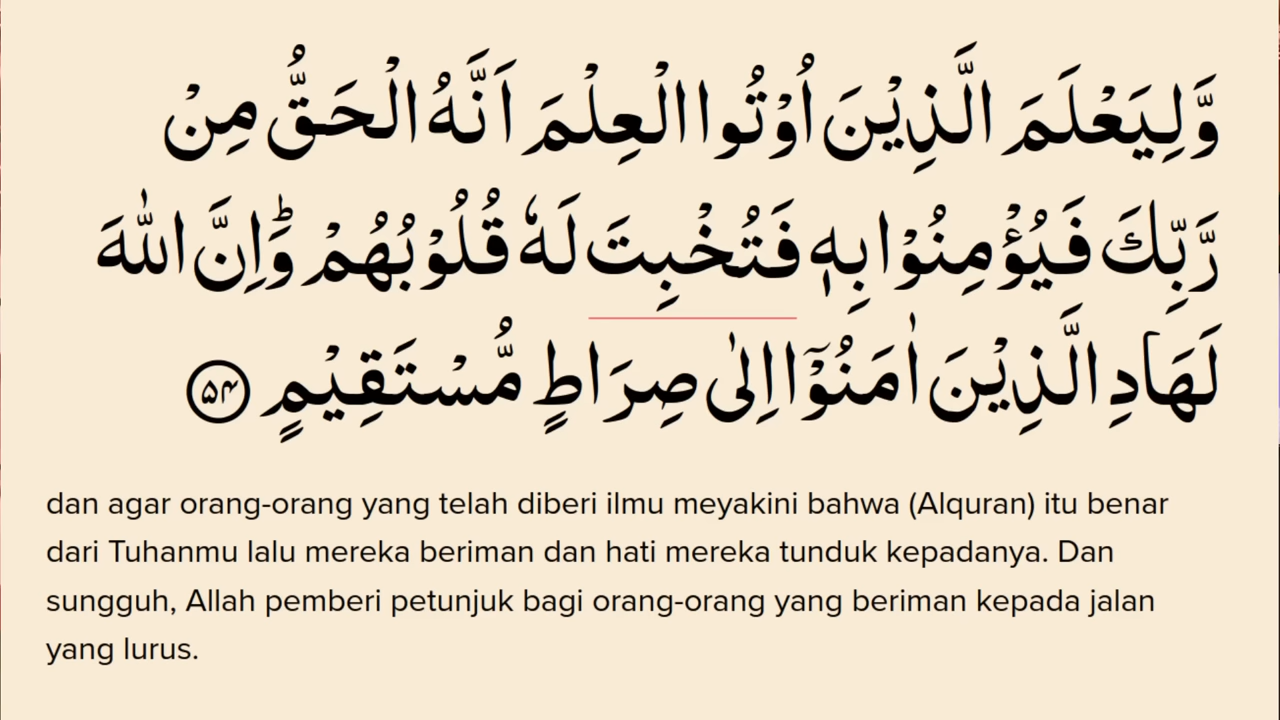 وَّلِيَعْلَمَ الَّذِيْنَ اُوْتُوا الْعِلْمَ اَنَّهُ الْحَقُّ مِنْ
رَّبِّكَ فَيُؤْمِنُوْا بِهٖ فَتُخْبِتَ لَهٗ قُلُوْبُهُمْۗ وَاِنَّ اللّٰهَ
لَهَادِ الَّذِيْنَ اٰمَنُوْٓا اِلٰى صِرَاطٍ مُّسْتَقِيْمٍ ۝٥٤
dan agar orang-orang yang telah diberi ilmu meyakini bahwa (Alquran) itu benar
dari Tuhanmu lalu mereka beriman dan hati mereka tunduk kepadanya. Dan
sungguh, Allah pemberi petunjuk bagi orang-orang yang beriman kepada jalan
yang lurus.